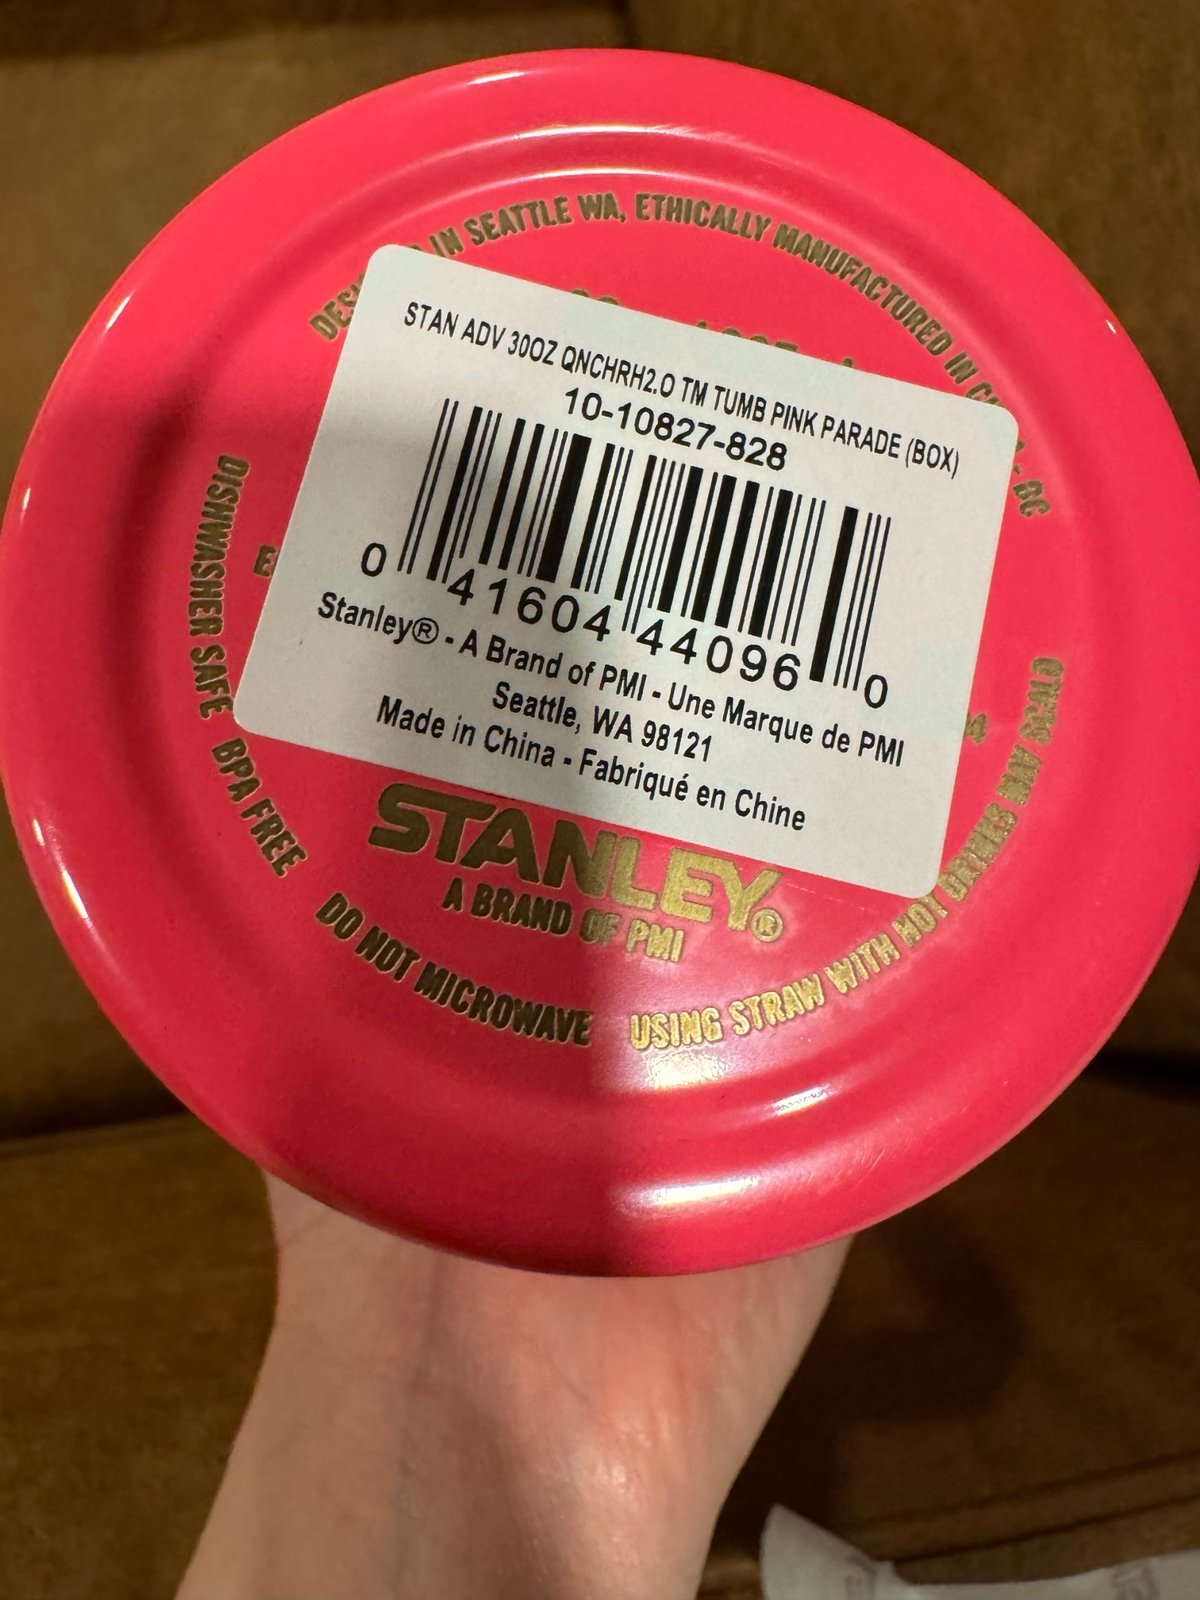 IN SEATTLE WA, ETHICALLY MANUFACTURED IN
STAN ADV 30OZ QNCHRH2.O TM TUMB PINK PARADE (BOX)
10-10827-828
0 41604 44096 0
Stanley® - A Brand of PMI - Une Marque de PMI
Seattle, WA 98121
Made in China - Fabriqué en Chine
STANLEY®
A BRAND OF PMI
DISHWASHER SAFE
BPA FREE
DO NOT MICROWAVE
USING STRAW WITH HOT DRINKS MAY